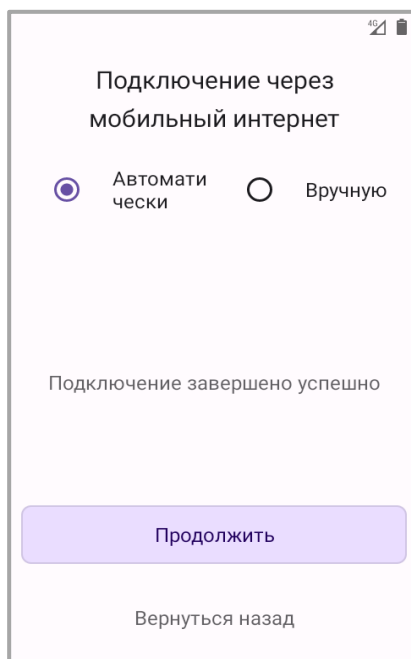 4G
Подключение через
мобильный интернет
Автомати
чески
Вручную
Подключение завершено успешно
Продолжить
Вернуться назад